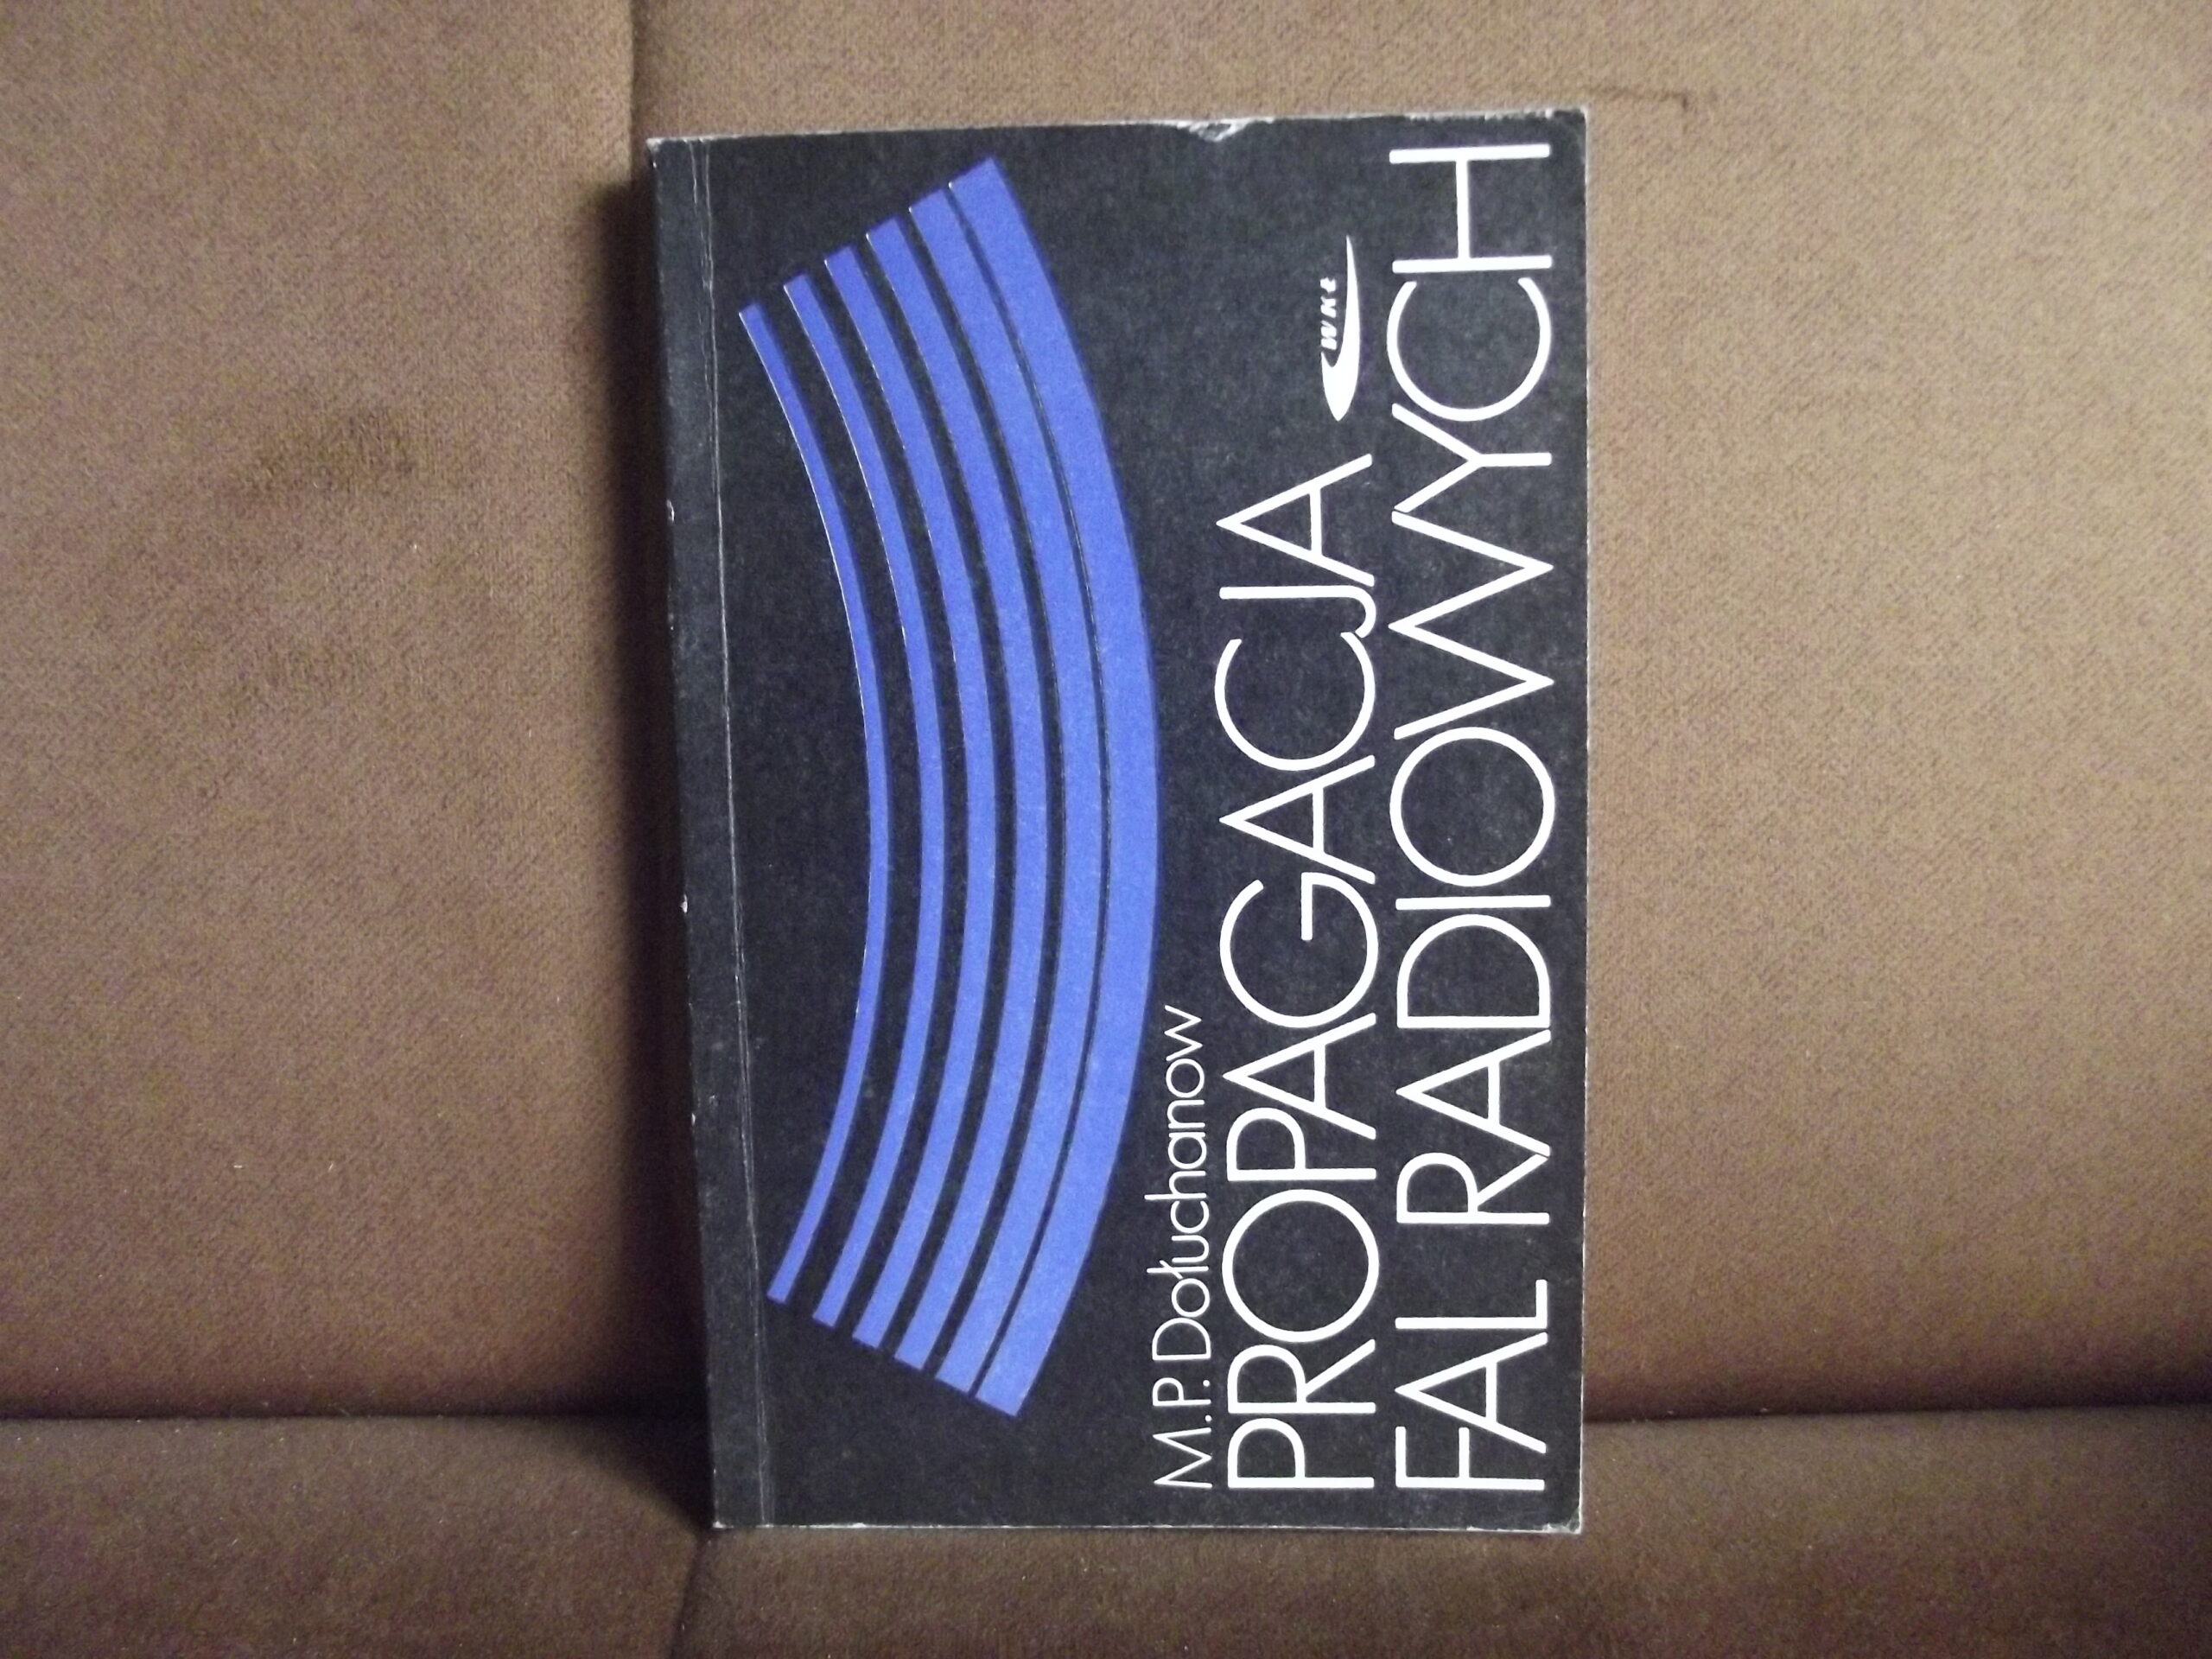 M.P. Dołuchanow
PROPAGACJA
WKŁ
FAL RADIOWYCH